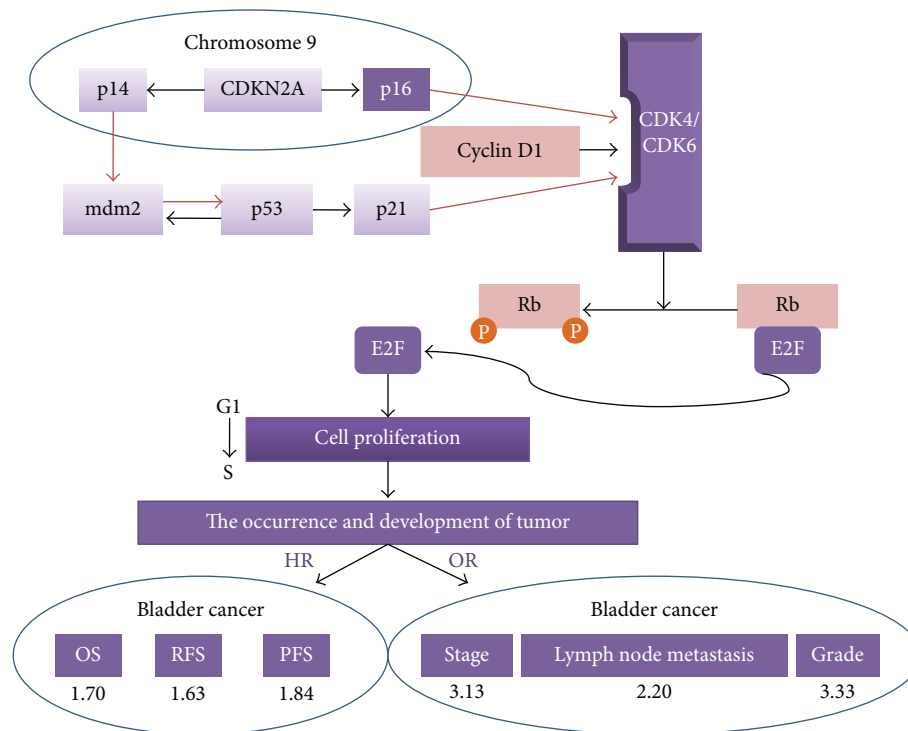 Chromosome 9
p14
CDKN2A
p16
CDK4/
CDK6
Cyclin D1
mdm2
p53
p21
Rb
P
P
Rb
E2F
E2F
G1
S
Cell proliferation
The occurrence and development of tumor
HR
OR
Bladder cancer
OS
RFS
PFS
1.70
1.63
1.84
Bladder cancer
Stage
Lymph node metastasis
Grade
3.13
2.20
3.33